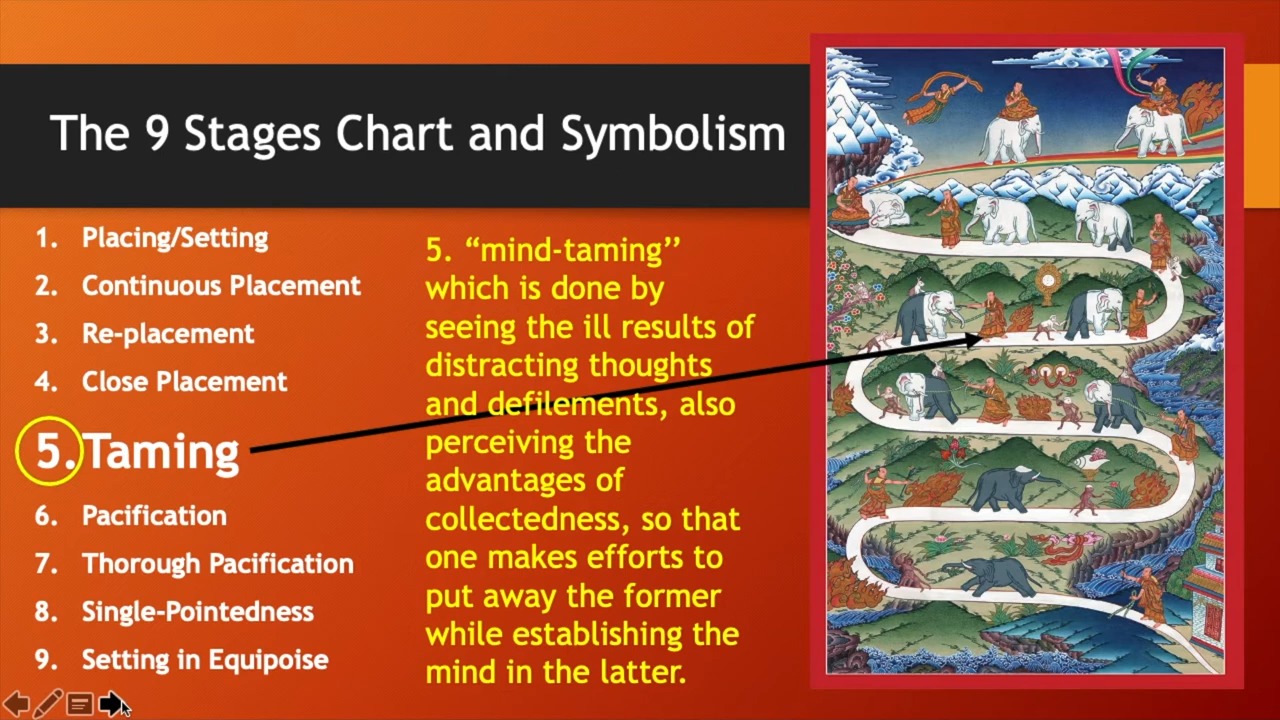 The 9 Stages Chart and Symbolism
1. Placing/Setting
2. Continuous Placement
3. Re-placement
4. Close Placement
5. Taming
6. Pacification
7. Thorough Pacification
8. Single-Pointedness
9. Setting in Equipoise
5. “mind-taming’’
which is done by
seeing the ill results of
distracting thoughts
and defilements, also
perceiving the
advantages of
collectedness, so that
one makes efforts to
put away the former
while establishing the
mind in the latter.